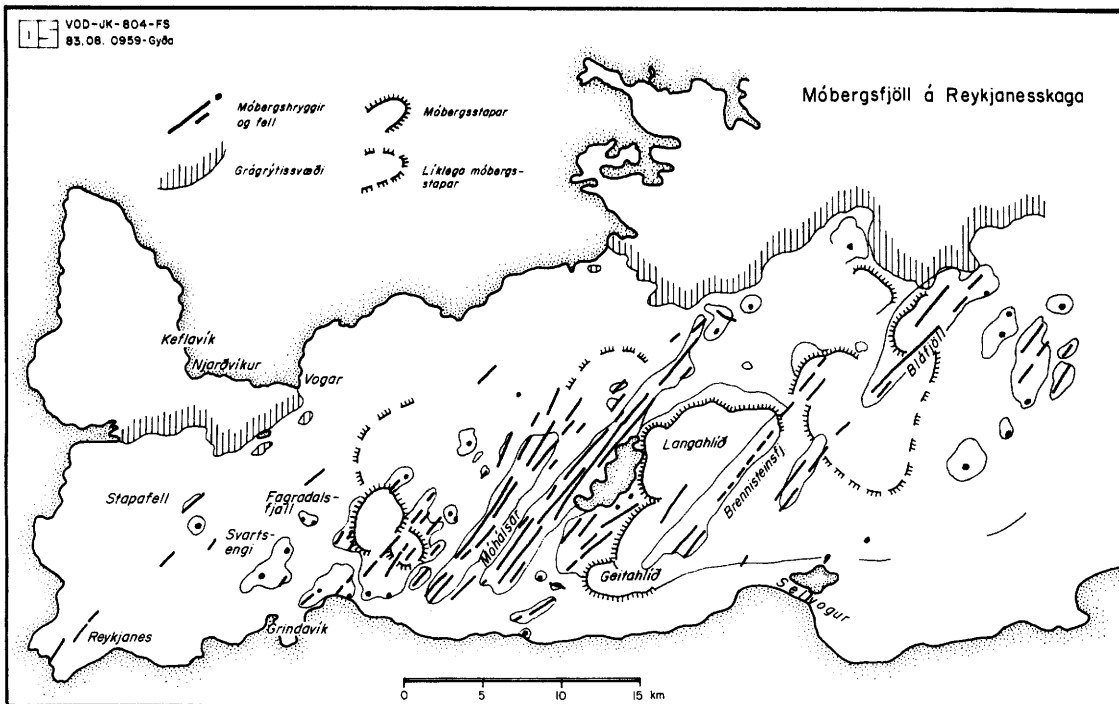 OS VOD-JK-804-FS
83.08. 0959-Gyða
Móbergsfjöll á Reykjanesskaga
Móbergshryggir
og fell
Móbergsstapar
Grágrýtissvæði
Líklega móbergs-
stapar
Keflavík
Njarðvíkur
Vogar
Bláfjöll
Langahlíð
Stapafell
Fagradals-
fjall
Brennisteinsfj
Svarts-
engi
Móhálsar
Geitahlíð
Selvogur
Grindavík
Reykjanes
0 5 10 15 km